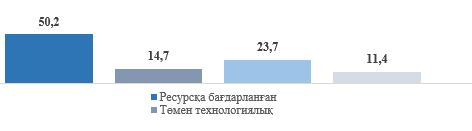 50,2
14,7
23,7
11,4
Ресурсқа бағдарланған
Төмен технологиялық